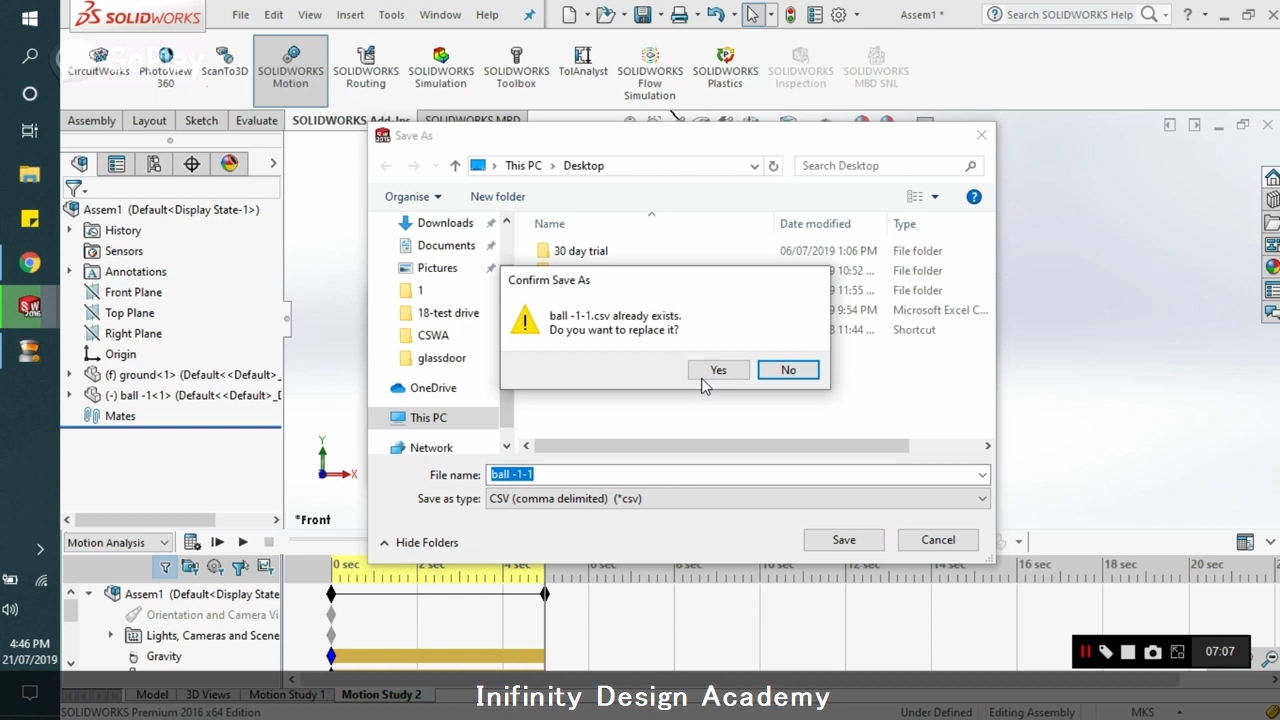 SOLIDWORKS
File Edit View Insert Tools Window Help
Assem1 *
Search SOLIDWORKS Help
GoPlay
CircuitWorks
PhotoView 360
ScanTo3D
SOLIDWORKS Motion
SOLIDWORKS Routing
SOLIDWORKS Simulation
SOLIDWORKS Toolbox
TolAnalyst
SOLIDWORKS Flow Simulation
SOLIDWORKS Plastics
SOLIDWORKS Inspection
SOLIDWORKS MBD SNL
Assembly Layout Sketch Evaluate SOLIDWORKS Add-Ins SOLIDWORKS MBD
Assem1 (Default<Display State-1>)
History
Sensors
Annotations
Front Plane
Top Plane
Right Plane
Origin
(f) ground<1> (Default<<Default>_
(-) ball -1<1> (Default<<Default>_D
Mates
Y
X
*Front
Save As
This PC > Desktop
Search Desktop
Organise New folder
Name Date modified Type
Downloads
Documents
Pictures
1
18-test drive
CSWA
glassdoor
OneDrive
This PC
Network
30 day trial 06/07/2019 1:06 PM File folder
10:52 ... File folder
11:55 ... File folder
9:54 PM Microsoft Excel C...
11:44 ... Shortcut
Confirm Save As
ball -1-1.csv already exists.
Do you want to replace it?
Yes No
File name: ball -1-1
Save as type: CSV (comma delimited) (*csv)
Hide Folders
Save Cancel
Motion Analysis
0 sec 2 sec 4 sec 6 sec 8 sec 10 sec 12 sec 14 sec 16 sec 18 sec 20 sec
Assem1 (Default<Display State
Orientation and Camera Vi
Lights, Cameras and Scene
Gravity
4:46 PM
21/07/2019
07:07
Model 3D Views Motion Study 1 Motion Study 2
Inifinity Design Academy
SOLIDWORKS Premium 2016 x64 Edition
Under Defined Editing Assembly MKS